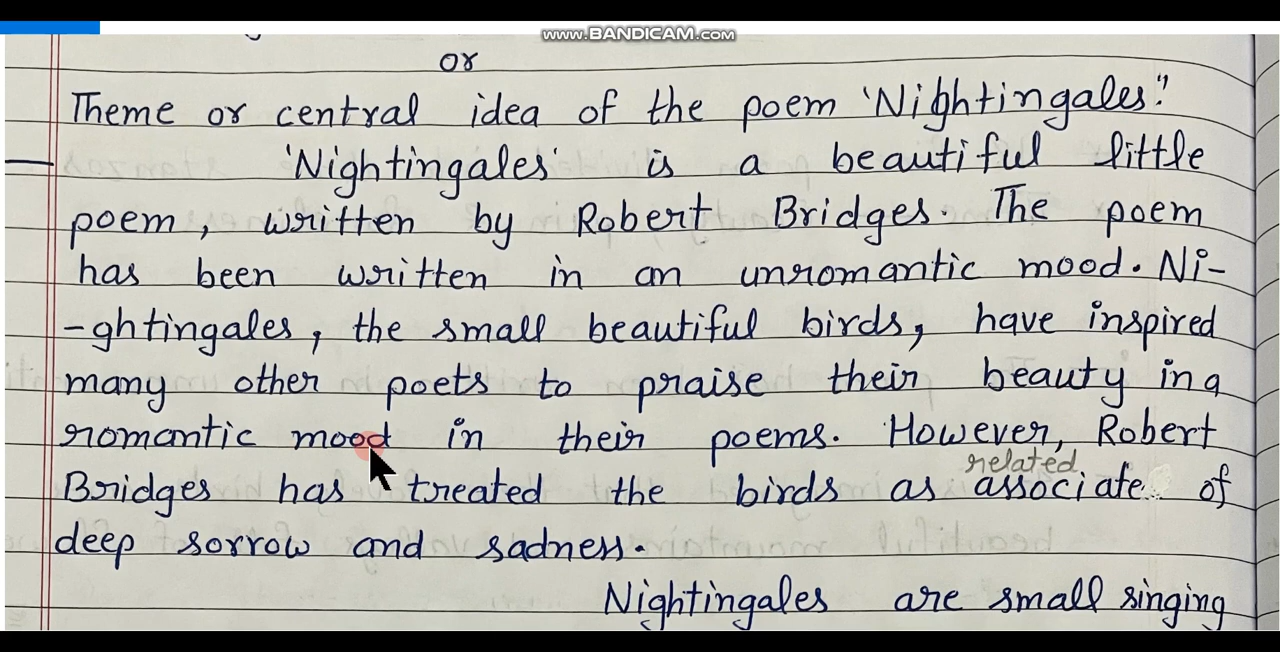 www.BANDICAM.com
or
Theme or central idea of the poem 'Nightingales'.
'Nightingales' is a beautiful little
poem, written by Robert Bridges. The poem
has been written in an unromantic mood. Ni-
-ghtingales, the small beautiful birds, have inspired
many other poets to praise their beauty in a
romantic mood in their poems. However, Robert
related
Bridges has treated the birds as associate of
deep sorrow and sadness.
Nightingales are small singing